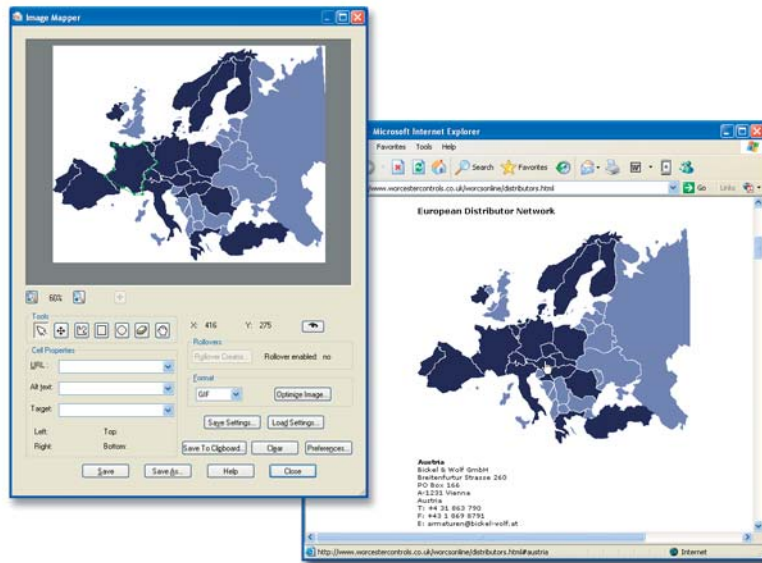 Image Mapper
60%
Tools
X: 416 Y: 275
Rollovers
Rollover Creator... Rollover enabled: no
Cell Properties
URL:
Alt text:
Target:
Left: Top
Right: Bottom:
Format
GIF Optimize Image...
Save Settings... Load Settings...
Save To Clipboard... Clear Preferences...
Save Save As... Help Close
Microsoft Internet Explorer
Favorites Tools Help
Search Favorites
www.worcestercontrols.co.uk/worcsonline/distributors.html Go Links
European Distributor Network
Austria
Bickel & Wolf GmbH
Breitenfurter Strasse 260
PO Box 166
A-1231 Vienna
Austria
T: +4 31 863 790
F: +43 1 869 8791
E: armaturen@bickel-wolf.at
http://www.worcestercontrols.co.uk/worcsonline/distributors.html#austria Internet